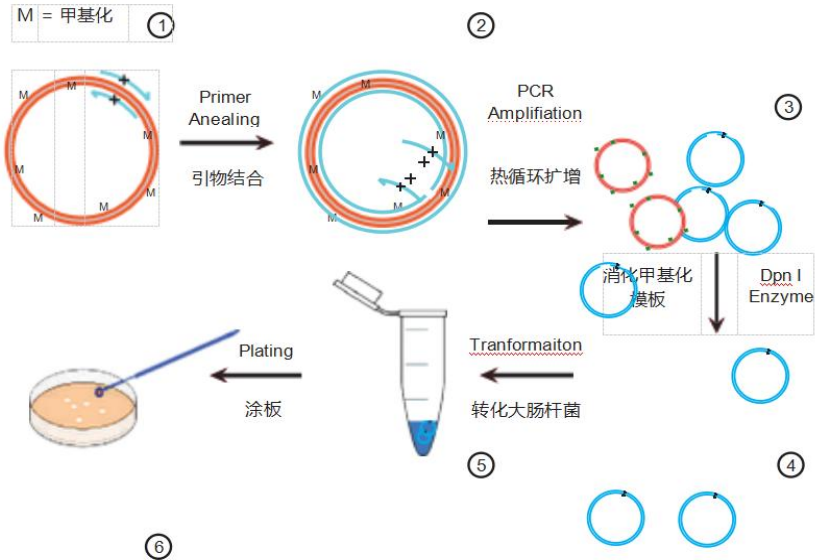 M = 甲基化
①
②
③
M
M
M
M
M
M
M
Primer
Anealing
引物结合
M
M
M
M
M
M
M
PCR
Amplifiation
热循环扩增
消化甲基化
模板
Dpn I
Enzyme
Plating
涂板
Tranformaiton
转化大肠杆菌
④
⑤
⑥